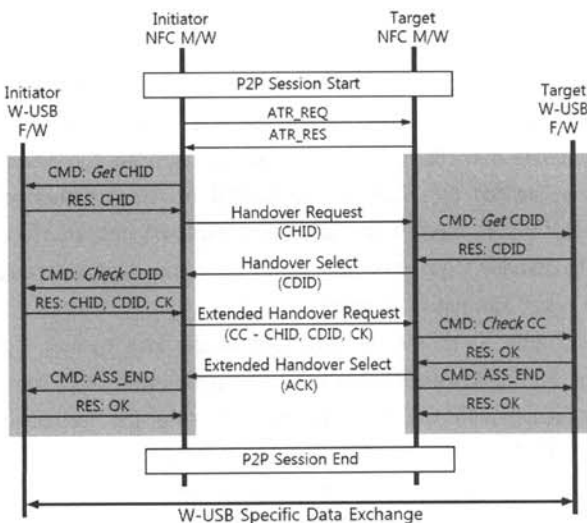 Initiator
NFC M/W
Target
NFC M/W
Initiator
W-USB
F/W
Target
W-USB
F/W
P2P Session Start
ATR_REQ
ATR_RES
CMD: Get CHID
RES: CHID
Handover Request
(CHID)
CMD: Get CDID
RES: CDID
Handover Select
(CDID)
CMD: Check CDID
RES: CHID, CDID, CK
Extended Handover Request
(CC - CHID, CDID, CK)
CMD: Check CC
RES: OK
Extended Handover Select
(ACK)
CMD: ASS_END
CMD: ASS_END
RES: OK
RES: OK
P2P Session End
W-USB Specific Data Exchange